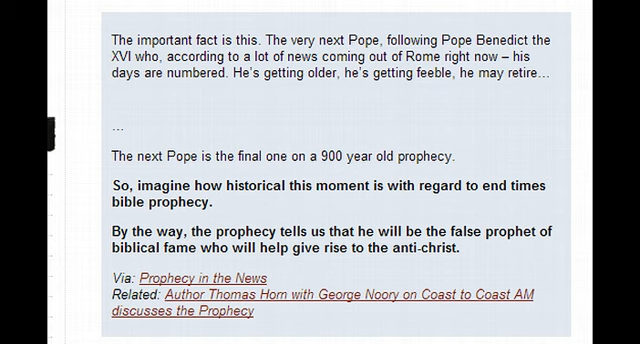 The important fact is this. The very next Pope, following Pope Benedict the
XVI who, according to a lot of news coming out of Rome right now – his
days are numbered. He's getting older, he's getting feeble, he may retire…
…
The next Pope is the final one on a 900 year old prophecy.
So, imagine how historical this moment is with regard to end times
bible prophecy.
By the way, the prophecy tells us that he will be the false prophet of
biblical fame who will help give rise to the anti-christ.
Via: Prophecy in the News
Related: Author Thomas Horn with George Noory on Coast to Coast AM
discusses the Prophecy